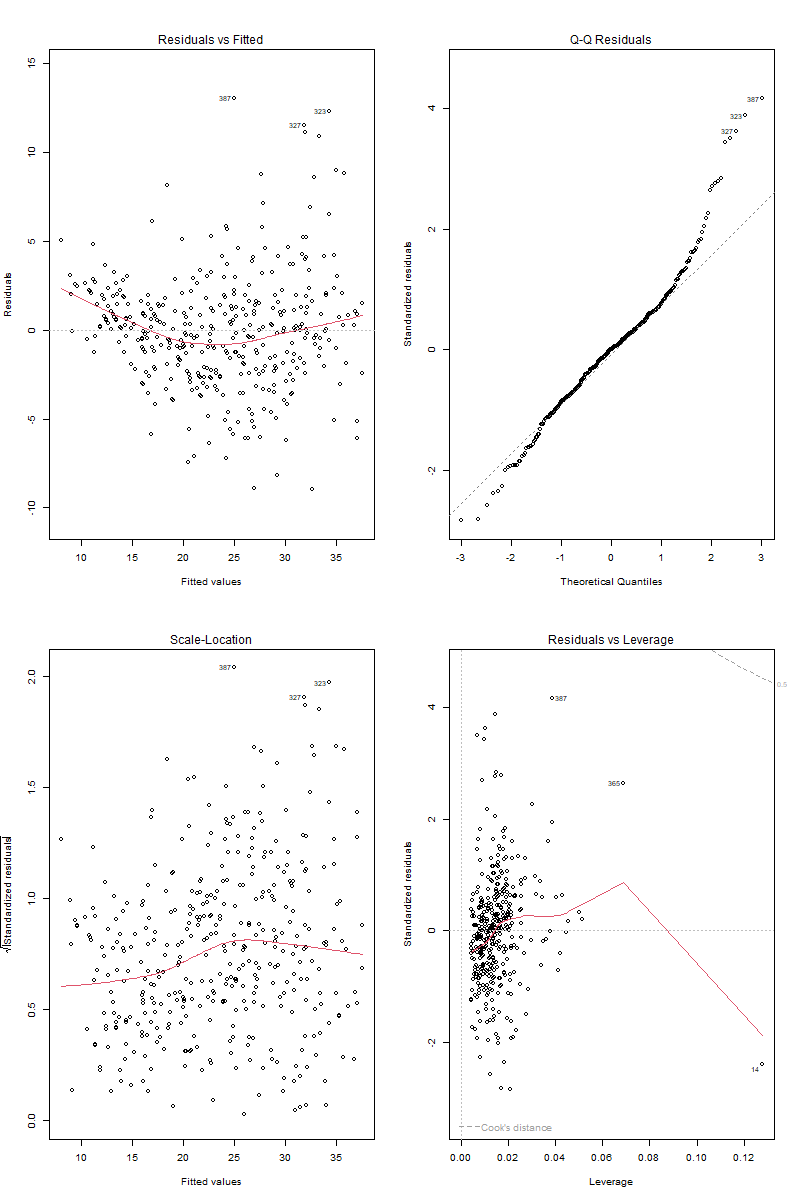 Residuals vs Fitted
15
10
5
0
-5
-10
Residuals
387
323
327
10 15 20 25 30 35
Fitted values
Q-Q Residuals
4
2
0
-2
Standardized residuals
387
323
327
-3 -2 -1 0 1 2 3
Theoretical Quantiles
Scale-Location
2.0
1.5
1.0
0.5
0.0
√|Standardized residuals|
387
323
327
10 15 20 25 30 35
Fitted values
Residuals vs Leverage
4
2
0
-2
Standardized residuals
0.5
387
365
14
Cook's distance
0.00 0.02 0.04 0.06 0.08 0.10 0.12
Leverage